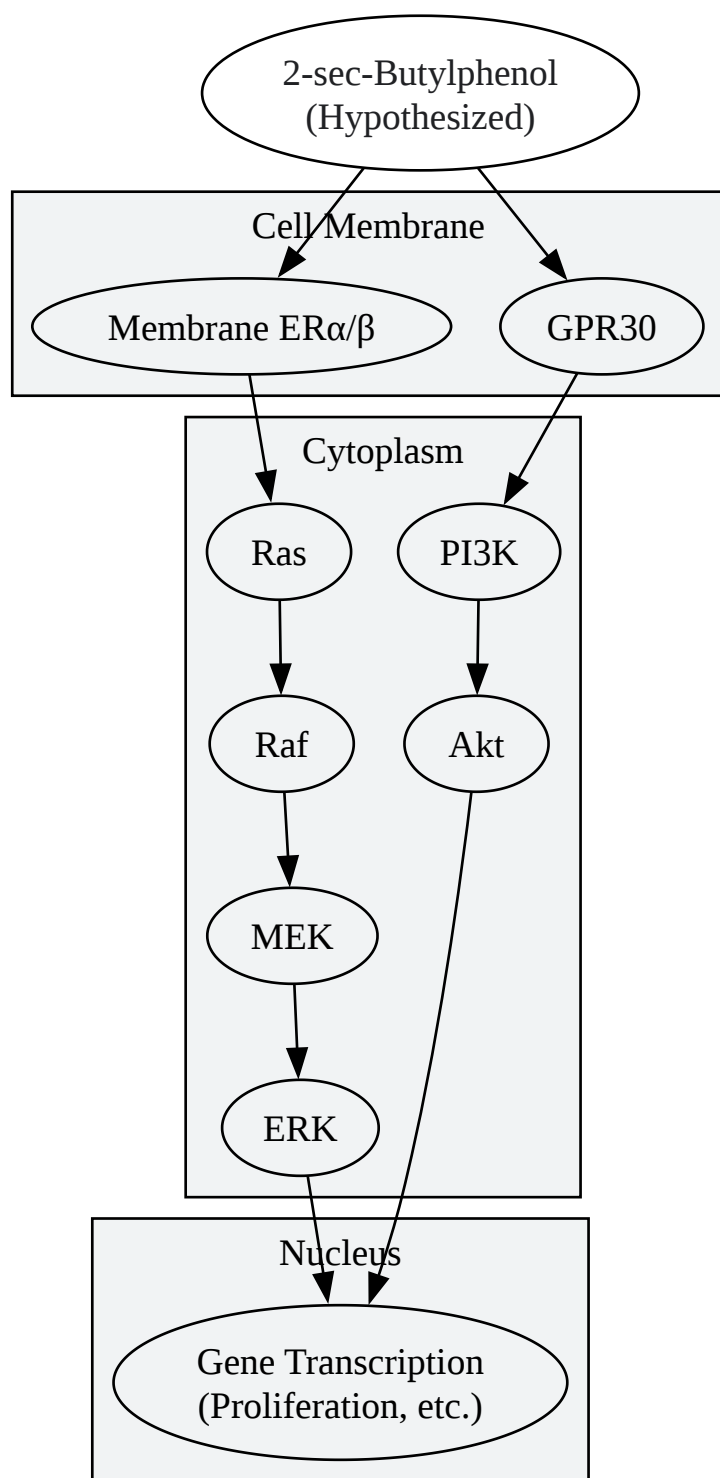 2-sec-Butylphenol
(Hypothesized)
Cell Membrane
Membrane ERα/β
GPR30
Cytoplasm
Ras
PI3K
Raf
Akt
MEK
ERK
Nucleus
Gene Transcription
(Proliferation, etc.)